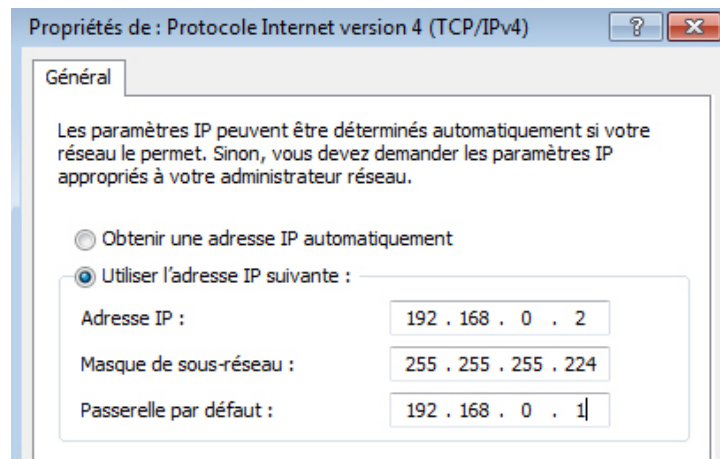 Propriétés de : Protocole Internet version 4 (TCP/IPv4)
?
Général
Les paramètres IP peuvent être déterminés automatiquement si votre
réseau le permet. Sinon, vous devez demander les paramètres IP
appropriés à votre administrateur réseau.
Obtenir une adresse IP automatiquement
Utiliser l'adresse IP suivante :
Adresse IP : 192 . 168 . 0 . 2
Masque de sous-réseau : 255 . 255 . 255 . 224
Passerelle par défaut : 192 . 168 . 0 . 1